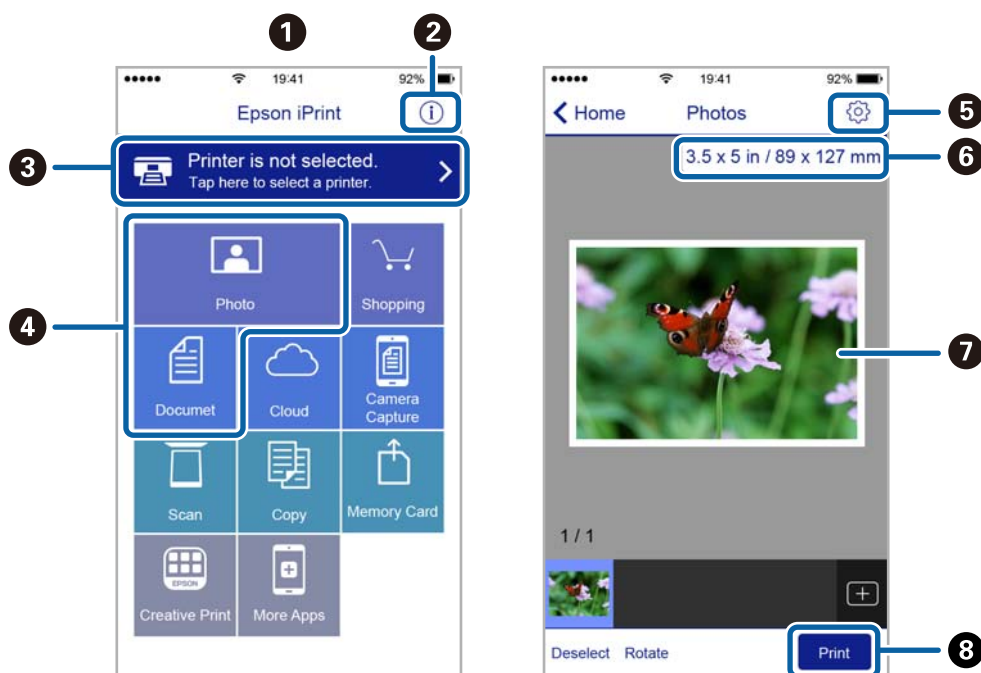 1
2
19:41
92%
Epson iPrint
3
Printer is not selected.
Tap here to select a printer.
4
Photo
Shopping
Documet
Cloud
Camera
Capture
Scan
Copy
Memory Card
EPSON
Creative Print
More Apps
19:41
92%
Home
Photos
5
3.5 x 5 in / 89 x 127 mm
6
7
1 / 1
Deselect
Rotate
Print
8